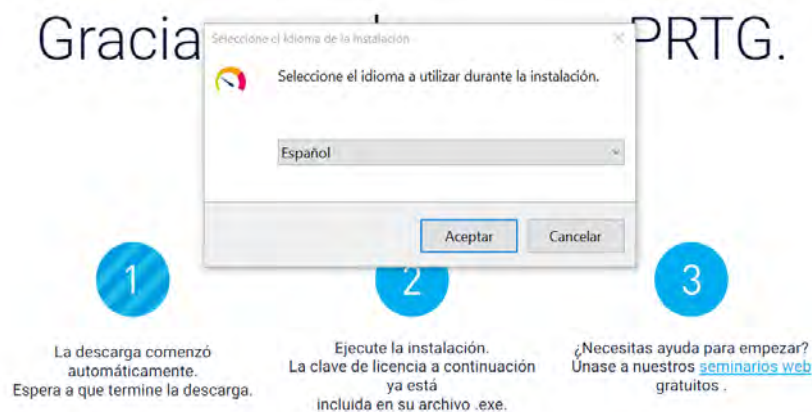 Gracia
PRTG.
Seleccione el Idioma de la Instalación
Seleccione el idioma a utilizar durante la instalación.
Español
Aceptar
Cancelar
1
2
3
La descarga comenzó
automáticamente.
Espera a que termine la descarga.
Ejecute la instalación.
La clave de licencia a continuación
ya está
incluida en su archivo .exe.
¿Necesitas ayuda para empezar?
Únase a nuestros seminarios web
gratuitos .